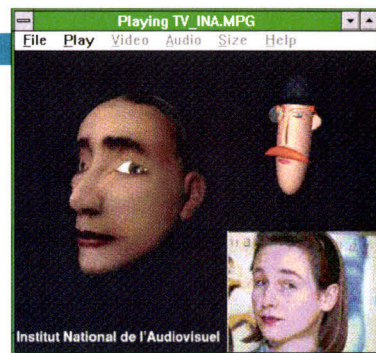 Playing TV_INA.MPG
File Play Video Audio Size Help
Institut National de l'Audiovisuel